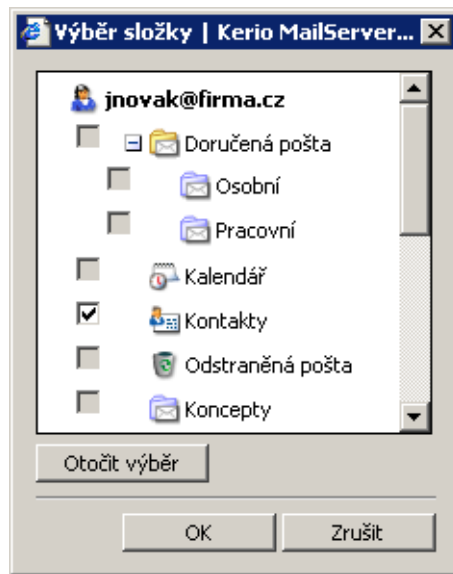 Výběr složky | Kerio MailServer...
jnovak@firma.cz
Doručená pošta
Osobní
Pracovní
Kalendář
Kontakty
Odstraněná pošta
Koncepty
Otočit výběr
OK
Zrušit